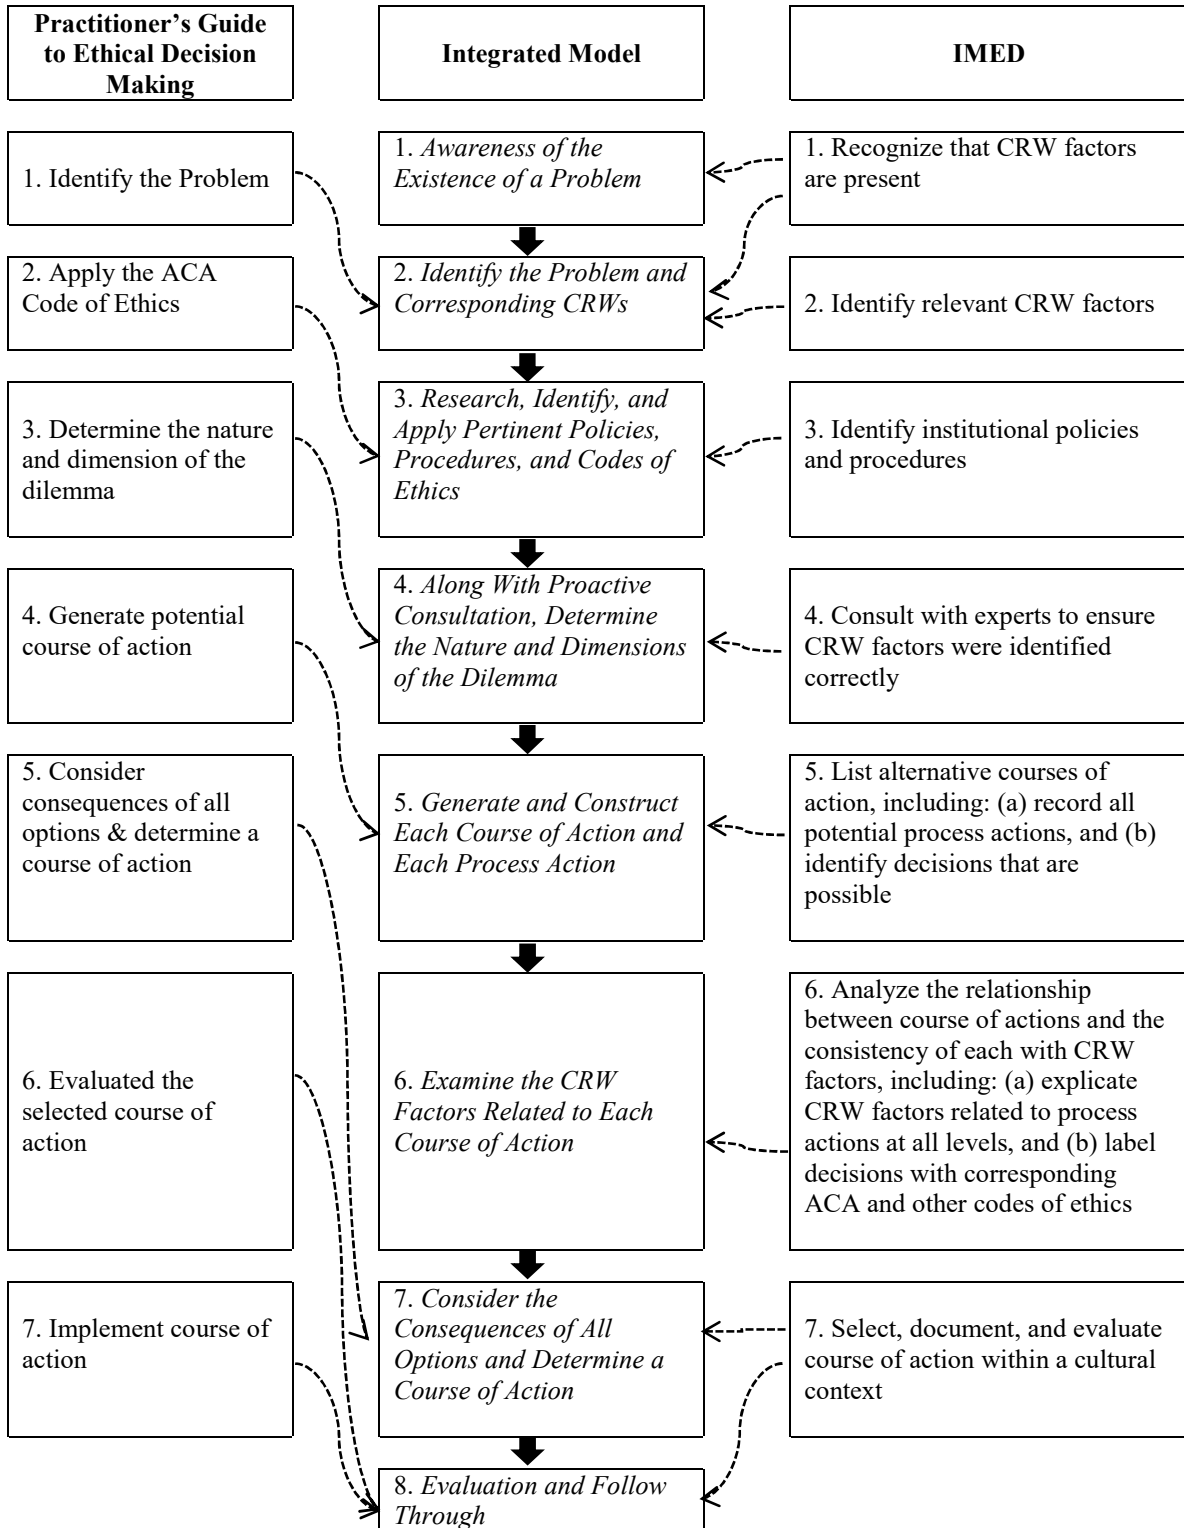 Practitioner’s Guide
to Ethical Decision
Making
Integrated Model
IMED
1. Identify the Problem
1. Awareness of the
Existence of a Problem
1. Recognize that CRW factors
are present
2. Apply the ACA
Code of Ethics
2. Identify the Problem and
Corresponding CRWs
2. Identify relevant CRW factors
3. Determine the nature
and dimension of the
dilemma
3. Research, Identify, and
Apply Pertinent Policies,
Procedures, and Codes of
Ethics
3. Identify institutional policies
and procedures
4. Generate potential
course of action
4. Along With Proactive
Consultation, Determine
the Nature and Dimensions
of the Dilemma
4. Consult with experts to ensure
CRW factors were identified
correctly
5. Consider
consequences of all
options & determine a
course of action
5. Generate and Construct
Each Course of Action and
Each Process Action
5. List alternative courses of
action, including: (a) record all
potential process actions, and (b)
identify decisions that are
possible
6. Evaluated the
selected course of
action
6. Examine the CRW
Factors Related to Each
Course of Action
6. Analyze the relationship
between course of actions and the
consistency of each with CRW
factors, including: (a) explicate
CRW factors related to process
actions at all levels, and (b) label
decisions with corresponding
ACA and other codes of ethics
7. Implement course of
action
7. Consider the
Consequences of All
Options and Determine a
Course of Action
7. Select, document, and evaluate
course of action within a cultural
context
8. Evaluation and Follow
Through